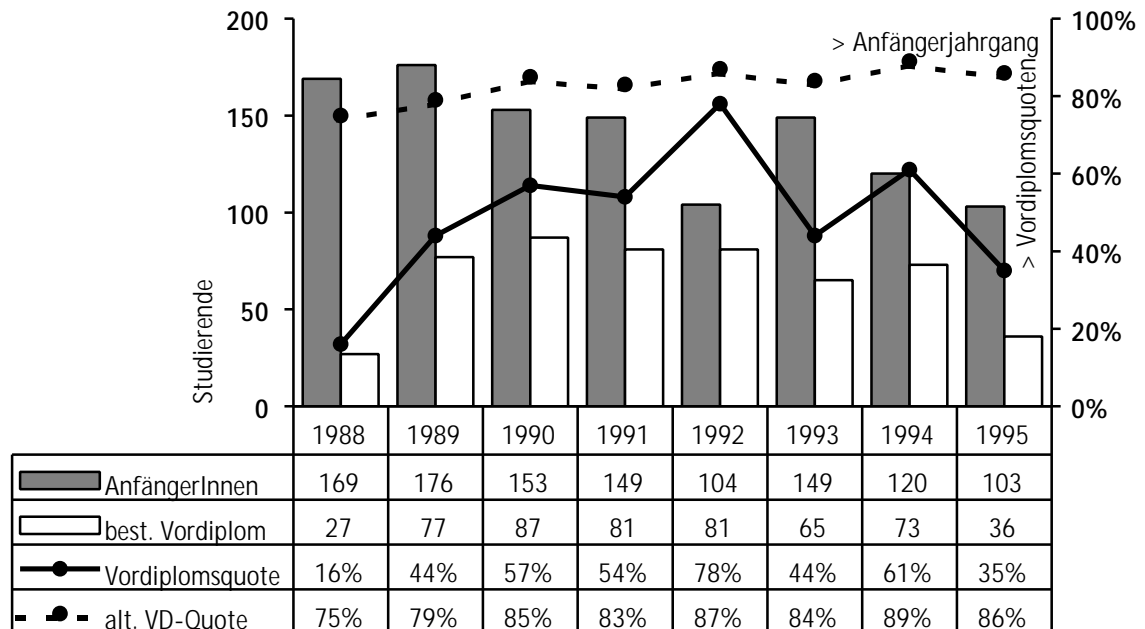 200
150
100
50
0
Studierende
100%
80%
60%
40%
20%
0%
> Anfängerjahrgang
> Vordiplomsquoten
1988 1989 1990 1991 1992 1993 1994 1995
AnfängerInnen 169 176 153 149 104 149 120 103
best. Vordiplom 27 77 87 81 81 65 73 36
Vordiplomsquote 16% 44% 57% 54% 78% 44% 61% 35%
alt. VD-Quote 75% 79% 85% 83% 87% 84% 89% 86%